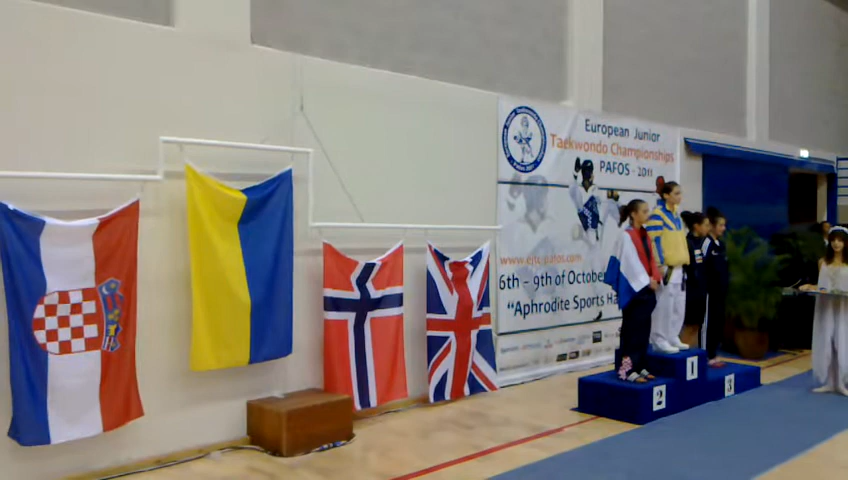 European Junior
Taekwondo Championships
PAFOS - 2011
www.ejtc-pafos.com
6th - 9th of October
"Aphrodite Sports Ha
2
1
3